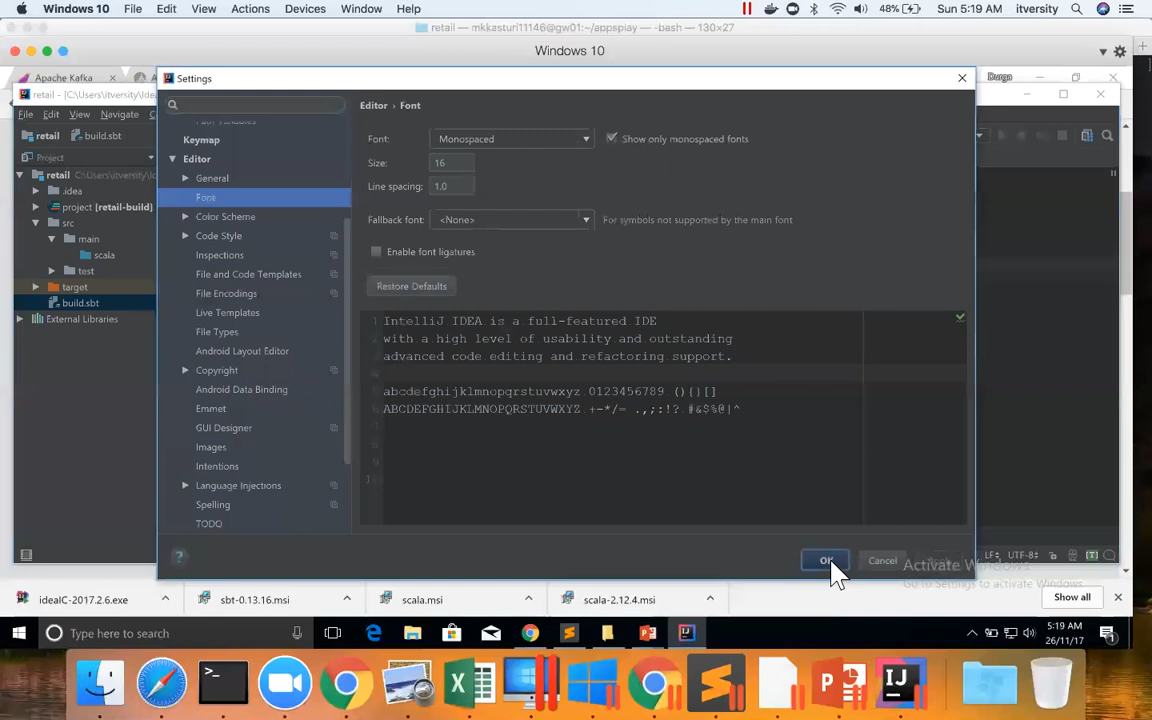 Windows 10 File Edit View Actions Devices Window Help 48% Sun 5:19 AM itversity
retail — mkkasturi11146@gw01:~/appsplay — -bash — 130×27
Windows 10
Apache Kafka Durga
Settings
retail - [C:\Users\itversity\Idea
File Edit View Navigate
retail build.sbt
Project
retail C:\Users\itversity\Ide
.idea
project [retail-build]
src
main
scala
test
target
build.sbt
External Libraries
Keymap
Editor
General
Font
Color Scheme
Code Style
Inspections
File and Code Templates
File Encodings
Live Templates
File Types
Android Layout Editor
Copyright
Android Data Binding
Emmet
GUI Designer
Images
Intentions
Language Injections
Spelling
TODO
Editor › Font
Font: Monospaced Show only monospaced fonts
Size: 16
Line spacing: 1.0
Fallback font: <None> For symbols not supported by the main font
Enable font ligatures
Restore Defaults
1 IntelliJ IDEA is a full-featured IDE
with a high level of usability and outstanding
advanced code editing and refactoring support.
abcdefghijklmnopqrstuvwxyz 0123456789 (){}[]
ABCDEFGHIJKLMNOPQRSTUVWXYZ +-*/= .,;:!? #&$%@|^
9
? OK Cancel
LF÷ UTF-8÷
Activate Windows
Go to Settings to activate Windows.
ideaIC-2017.2.6.exe sbt-0.13.16.msi scala.msi scala-2.12.4.msi Show all
Type here to search 5:19 AM
26/11/17